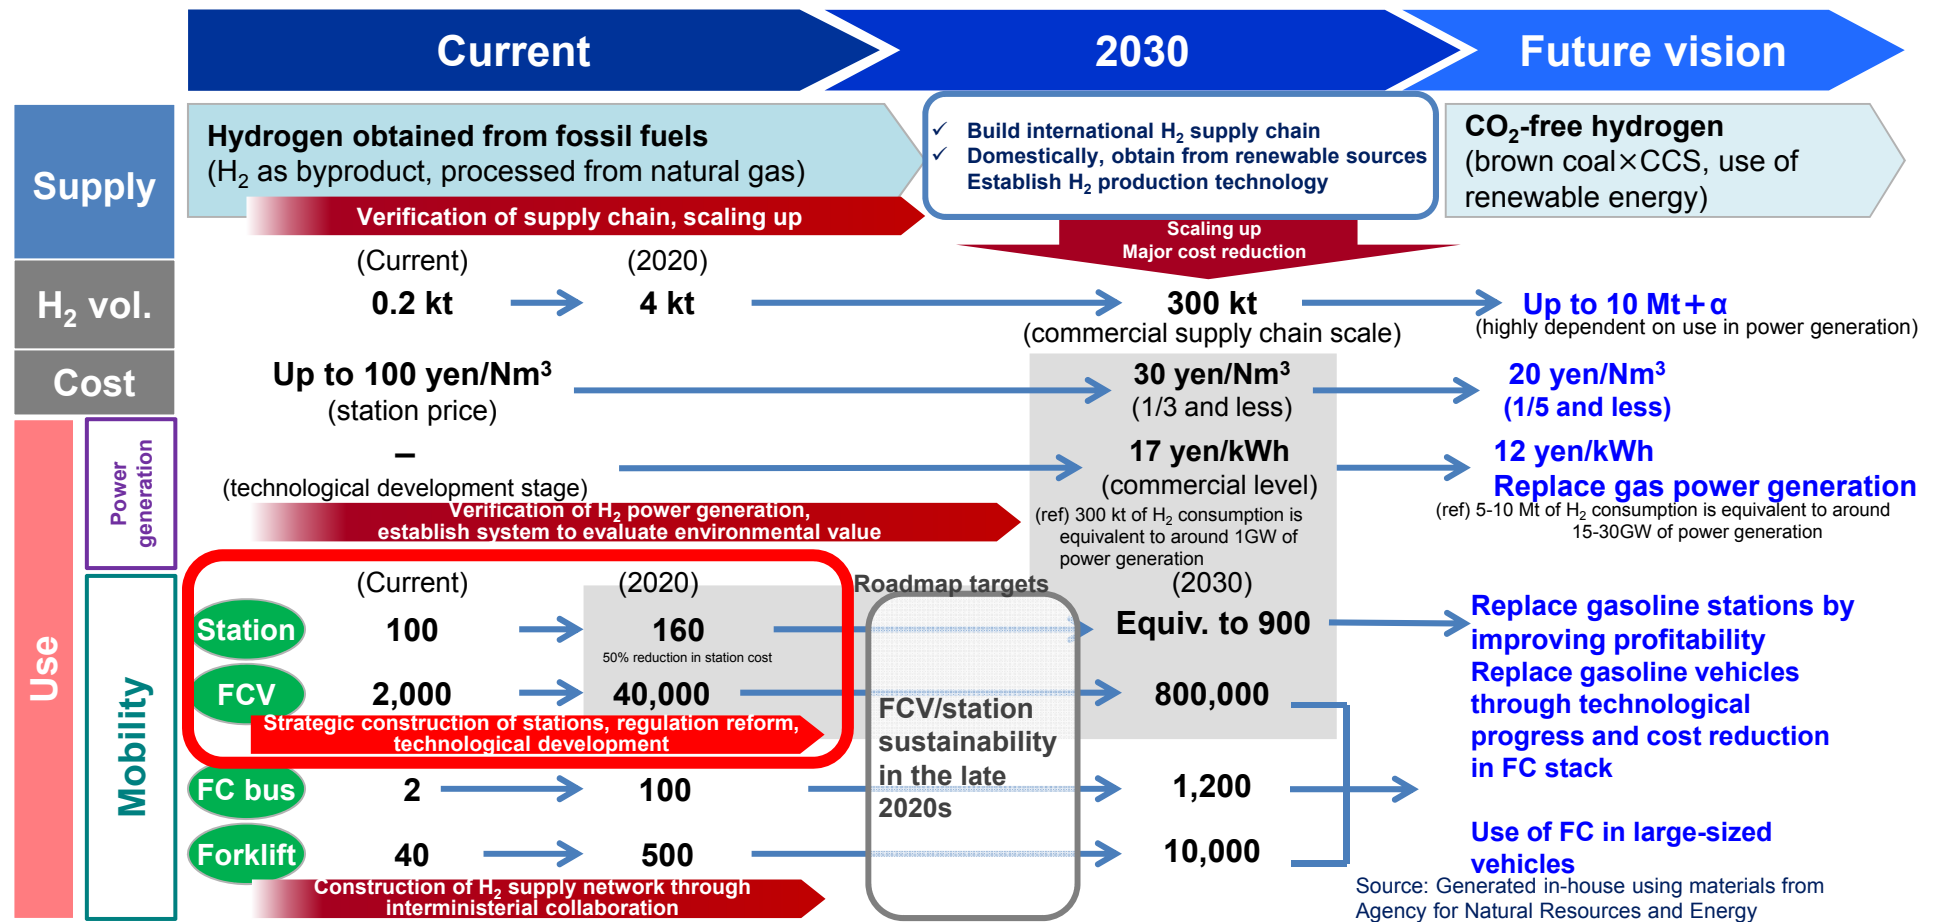 Current
2030
Future vision
Supply
Hydrogen obtained from fossil fuels
(H₂ as byproduct, processed from natural gas)
Verification of supply chain, scaling up
✓ Build international H₂ supply chain
✓ Domestically, obtain from renewable sources
Establish H₂ production technology
Scaling up
Major cost reduction
CO₂-free hydrogen
(brown coal×CCS, use of
renewable energy)
H₂ vol.
(Current)
(2020)
0.2 kt
4 kt
300 kt
(commercial supply chain scale)
Up to 10 Mt+α
(highly dependent on use in power generation)
Cost
Up to 100 yen/Nm³
(station price)
30 yen/Nm³
(1/3 and less)
20 yen/Nm³
(1/5 and less)
Use
Power
generation
–
(technological development stage)
Verification of H₂ power generation,
establish system to evaluate environmental value
17 yen/kWh
(commercial level)
(ref) 300 kt of H₂ consumption is
equivalent to around 1GW of
power generation
12 yen/kWh
Replace gas power generation
(ref) 5-10 Mt of H₂ consumption is equivalent to around
15-30GW of power generation
Mobility
(Current)
(2020)
Roadmap targets
(2030)
Station
100
160
50% reduction in station cost
Equiv. to 900
Replace gasoline stations by
improving profitability
FCV
2,000
40,000
800,000
Replace gasoline vehicles
through technological
progress and cost reduction
in FC stack
Strategic construction of stations, regulation reform,
technological development
FCV/station
sustainability
in the late
2020s
FC bus
2
100
1,200
Forklift
40
500
10,000
Use of FC in large-sized
vehicles
Construction of H₂ supply network through
interministerial collaboration
Source: Generated in-house using materials from
Agency for Natural Resources and Energy